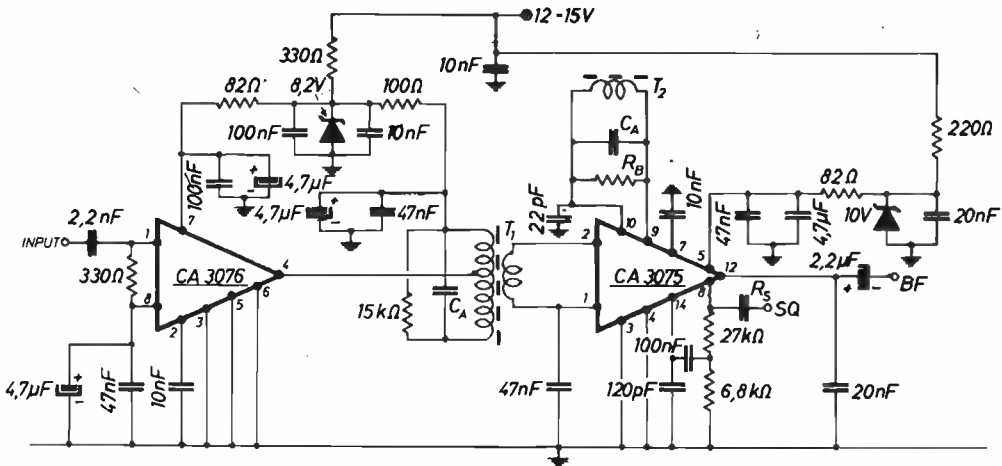 12-15V
330Ω
10nF
T2
82Ω
8,2V
100Ω
100nF
10nF
CA
RB
220Ω
100nF
4,7μF
4,7μF
47nF
22pF
10nF
82Ω
10V
47nF
4,7μF
20nF
2,2nF
INPUT
1
7
CA 3076
4
T1
2
10
9
7
5
CA 3075
12
2,2μF
+ -
BF
330Ω
8
2
3
5
6
15kΩ
CA
1
3
4
14
8
RS
SQ
27kΩ
100nF
4,7μF
47nF
10nF
47nF
120pF
6,8kΩ
20nF